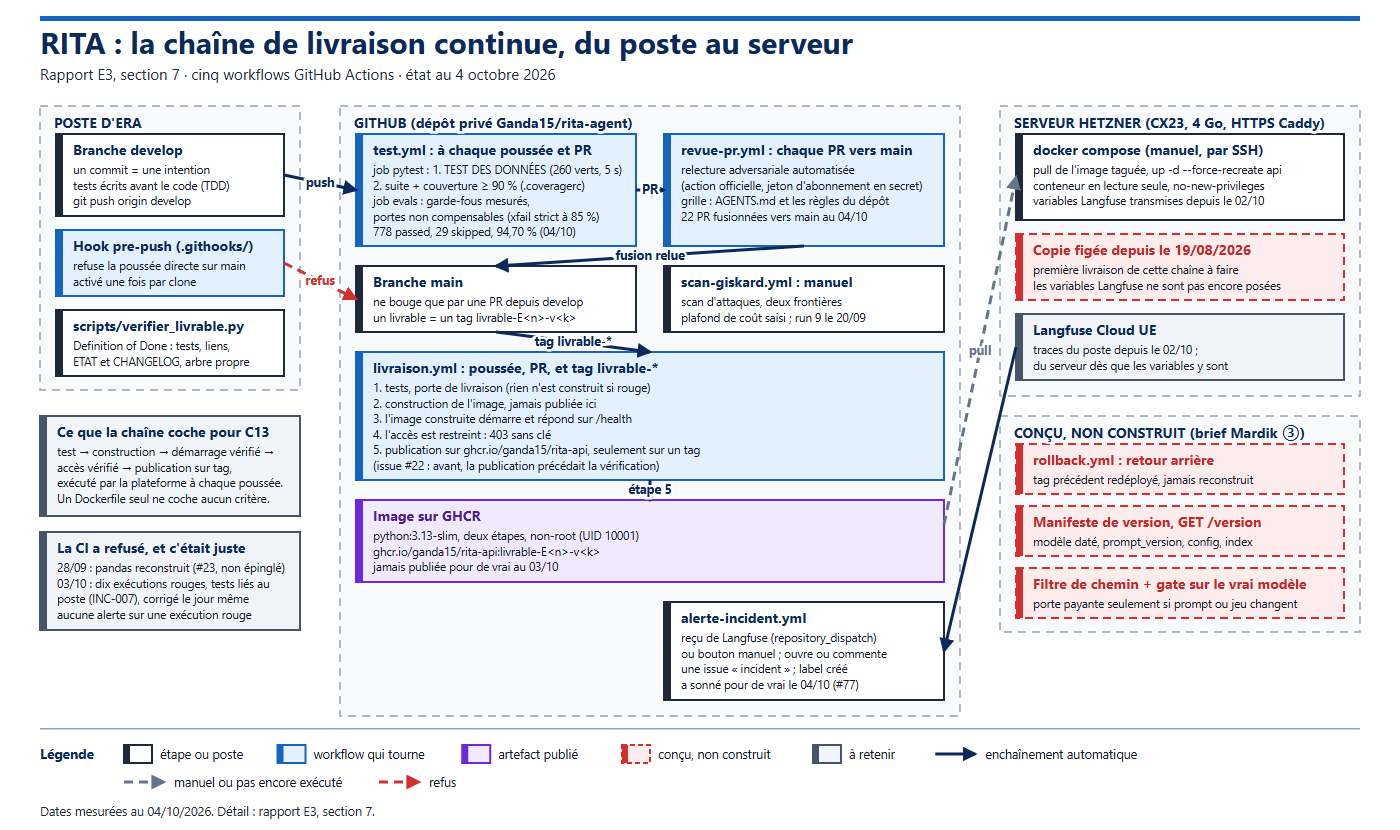 RITA : la chaîne de livraison continue, du poste au serveur
Rapport E3, section 7 · cinq workflows GitHub Actions · état au 4 octobre 2026
POSTE D'ERA
Branche develop
un commit = une intention
tests écrits avant le code (TDD)
git push origin develop
Hook pre-push (.githooks/)
refuse la poussée directe sur main
activé une fois par clone
scripts/verifier_livrable.py
Definition of Done : tests, liens,
ETAT et CHANGELOG, arbre propre
push
refus
Ce que la chaîne coche pour C13
test → construction → démarrage vérifié →
accès vérifié → publication sur tag,
exécuté par la plateforme à chaque poussée.
Un Dockerfile seul ne coche aucun critère.
La CI a refusé, et c'était juste
28/09 : pandas reconstruit (#23, non épinglé)
03/10 : dix exécutions rouges, tests liés au
poste (INC-007), corrigé le jour même
aucune alerte sur une exécution rouge
GITHUB (dépôt privé Ganda15/rita-agent)
test.yml : à chaque poussée et PR
job pytest : 1. TEST DES DONNÉES (260 verts, 5 s)
2. suite + couverture ≥ 90 % (.coveragerc)
job evals : garde-fous mesurés,
portes non compensables (xfail strict à 85 %)
778 passed, 29 skipped, 94,70 % (04/10)
PR
revue-pr.yml : chaque PR vers main
relecture adversariale automatisée
(action officielle, jeton d'abonnement en secret)
grille : AGENTS.md et les règles du dépôt
22 PR fusionnées vers main au 04/10
fusion relue
Branche main
ne bouge que par une PR depuis develop
un livrable = un tag livrable-E<n>-v<k>
scan-giskard.yml : manuel
scan d'attaques, deux frontières
plafond de coût saisi ; run 9 le 20/09
tag livrable-*
livraison.yml : poussée, PR, et tag livrable-*
1. tests, porte de livraison (rien n'est construit si rouge)
2. construction de l'image, jamais publiée ici
3. l'image construite démarre et répond sur /health
4. l'accès est restreint : 403 sans clé
5. publication sur ghcr.io/ganda15/rita-api, seulement sur un tag
(issue #22 : avant, la publication précédait la vérification)
étape 5
Image sur GHCR
python:3.13-slim, deux étapes, non-root (UID 10001)
ghcr.io/ganda15/rita-api:livrable-E<n>-v<k>
jamais publiée pour de vrai au 03/10
alerte-incident.yml
reçu de Langfuse (repository_dispatch)
ou bouton manuel ; ouvre ou commente
une issue « incident » ; label créé
a sonné pour de vrai le 04/10 (#77)
pull
SERVEUR HETZNER (CX23, 4 Go, HTTPS Caddy)
docker compose (manuel, par SSH)
pull de l'image taguée, up -d --force-recreate api
conteneur en lecture seule, no-new-privileges
variables Langfuse transmises depuis le 02/10
Copie figée depuis le 19/08/2026
première livraison de cette chaîne à faire
les variables Langfuse ne sont pas encore posées
Langfuse Cloud UE
traces du poste depuis le 02/10 ;
du serveur dès que les variables y sont
CONÇU, NON CONSTRUIT (brief Mardik ③)
rollback.yml : retour arrière
tag précédent redéployé, jamais reconstruit
Manifeste de version, GET /version
modèle daté, prompt_version, config, index
Filtre de chemin + gate sur le vrai modèle
porte payante seulement si prompt ou jeu changent
Légende
étape ou poste
workflow qui tourne
artefact publié
conçu, non construit
à retenir
enchaînement automatique
manuel ou pas encore exécuté
refus
Dates mesurées au 04/10/2026. Détail : rapport E3, section 7.